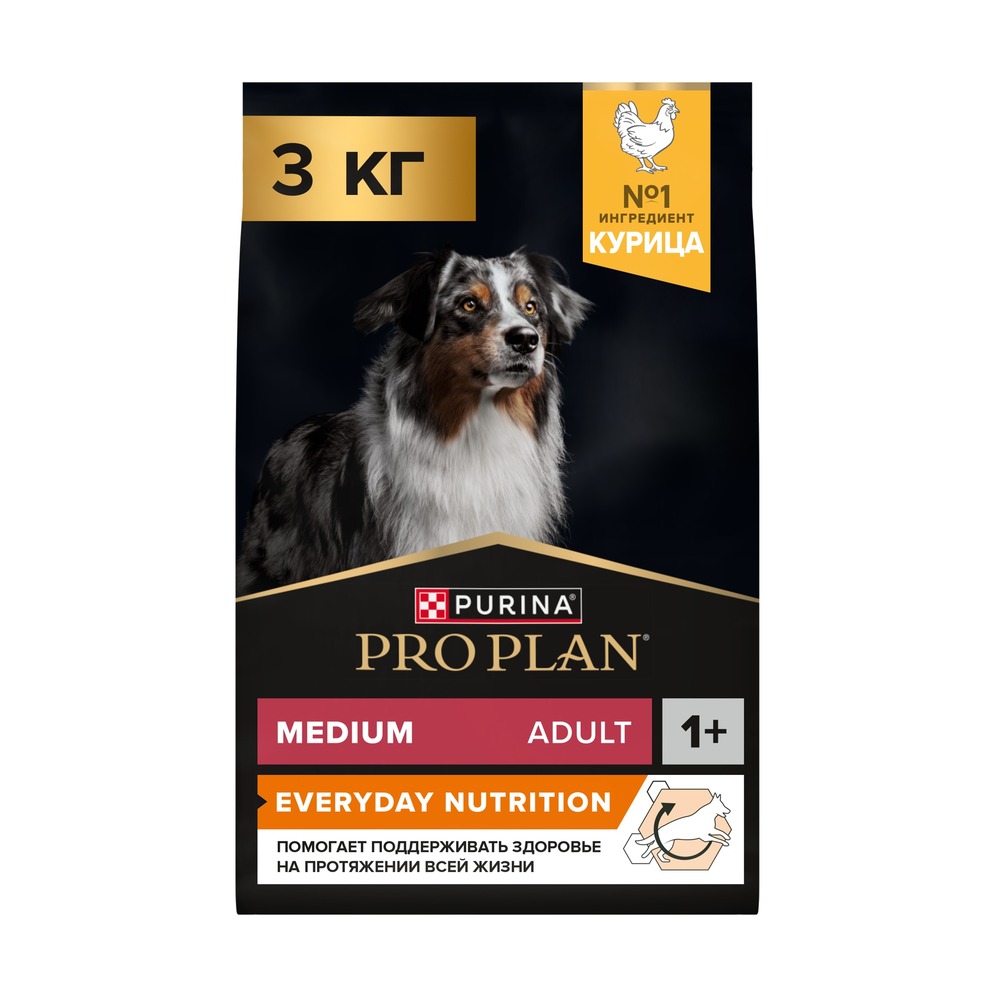 3 КГ
№1
ИНГРЕДИЕНТ
КУРИЦА
PURINA®
PRO PLAN®
MEDIUM ADULT 1+
EVERYDAY NUTRITION
ПОМОГАЕТ ПОДДЕРЖИВАТЬ ЗДОРОВЬЕ
НА ПРОТЯЖЕНИИ ВСЕЙ ЖИЗНИ